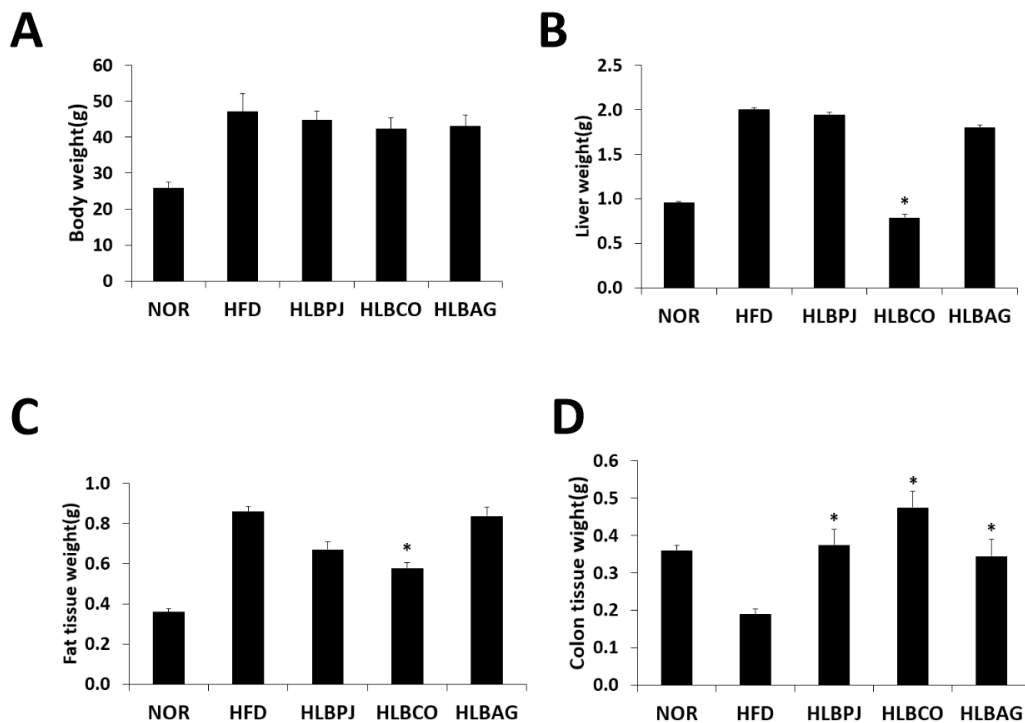 A
Body weight(g)
60
50
40
30
20
10
0
NOR HFD HLBPJ HLBCO HLBAG
B
Liver weight(g)
2.5
2.0
1.5
1.0
0.5
0.0
*
NOR HFD HLBPJ HLBCO HLBAG
C
Fat tissue weight(g)
1.0
0.8
0.6
0.4
0.2
0.0
*
NOR HFD HLBPJ HLBCO HLBAG
D
Colon tissue wight(g)
0.6
0.5
0.4
0.3
0.2
0.1
0.0
* * *
NOR HFD HLBPJ HLBCO HLBAG